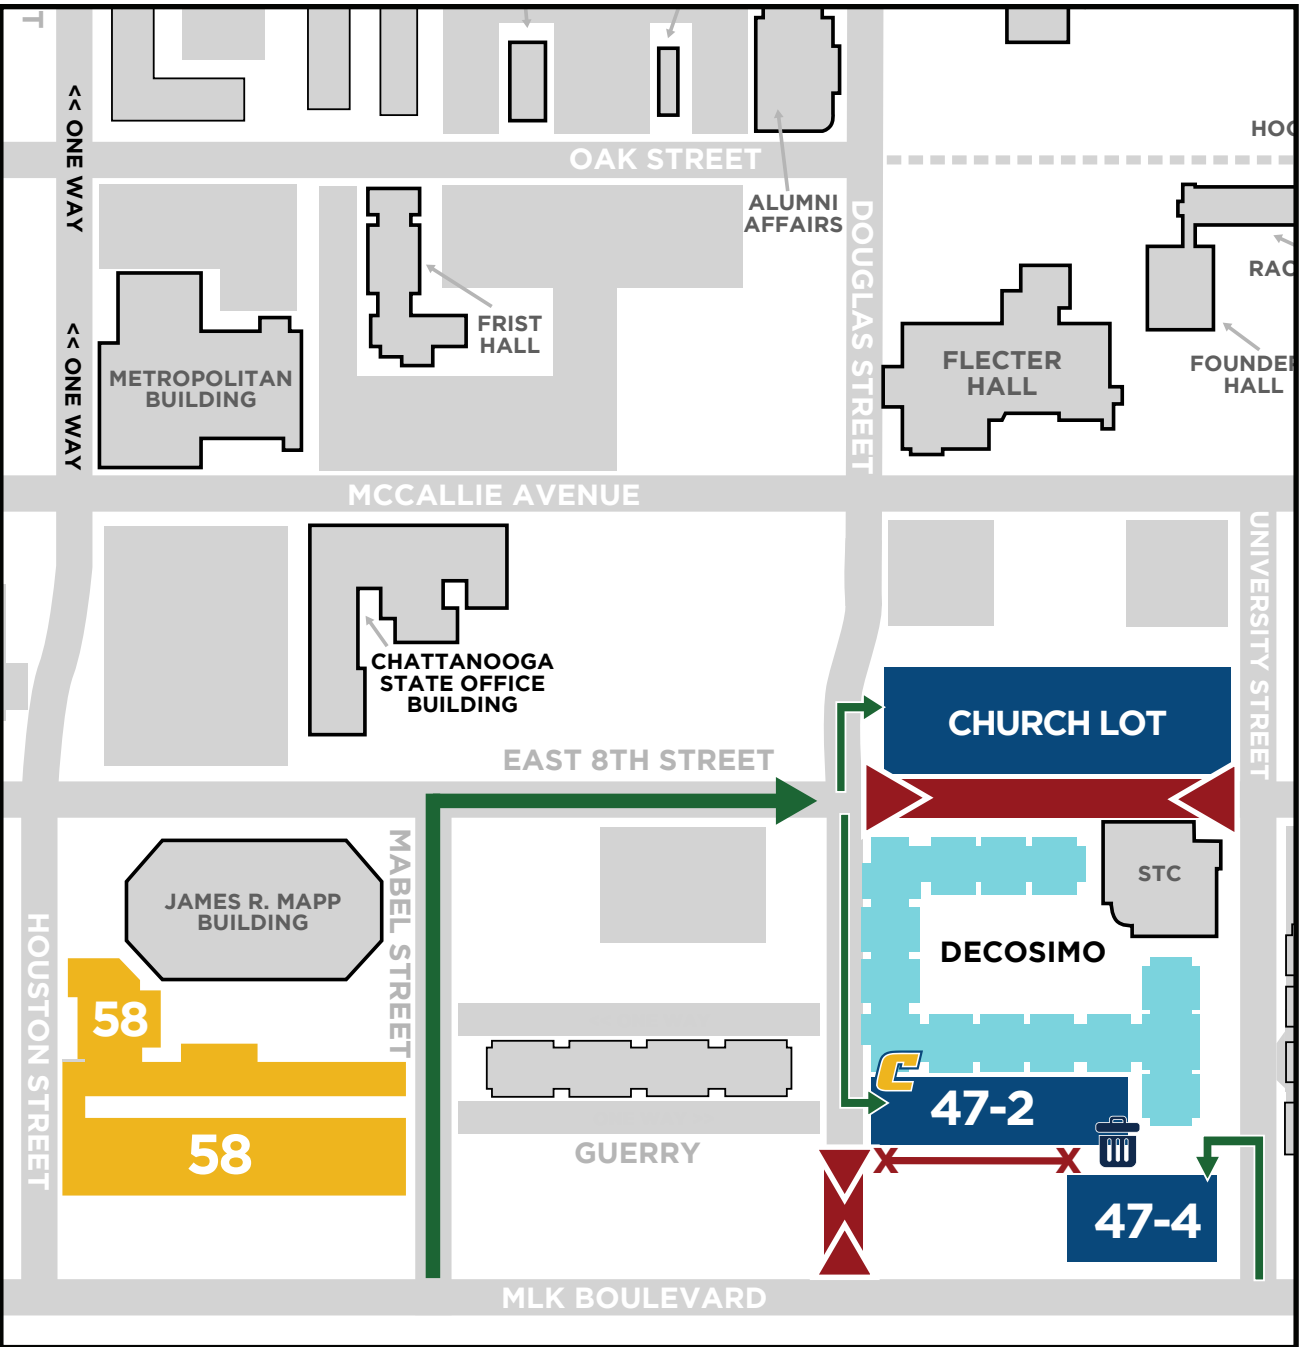 T
<< ONE WAY
OAK STREET
HOO
ALUMNI
AFFAIRS
DOUGLAS STREET
RAC
<< ONE WAY
FRIST
HALL
METROPOLITAN
BUILDING
FLECTER
HALL
FOUNDE
HALL
MCCALLIE AVENUE
UNIVERSITY STREET
CHATTANOOGA
STATE OFFICE
BUILDING
CHURCH LOT
EAST 8TH STREET
MABEL STREET
JAMES R. MAPP
BUILDING
STC
DECOSIMO
HOUSTON STREET
58
C
47-2
58
GUERRY
X X
47-4
MLK BOULEVARD